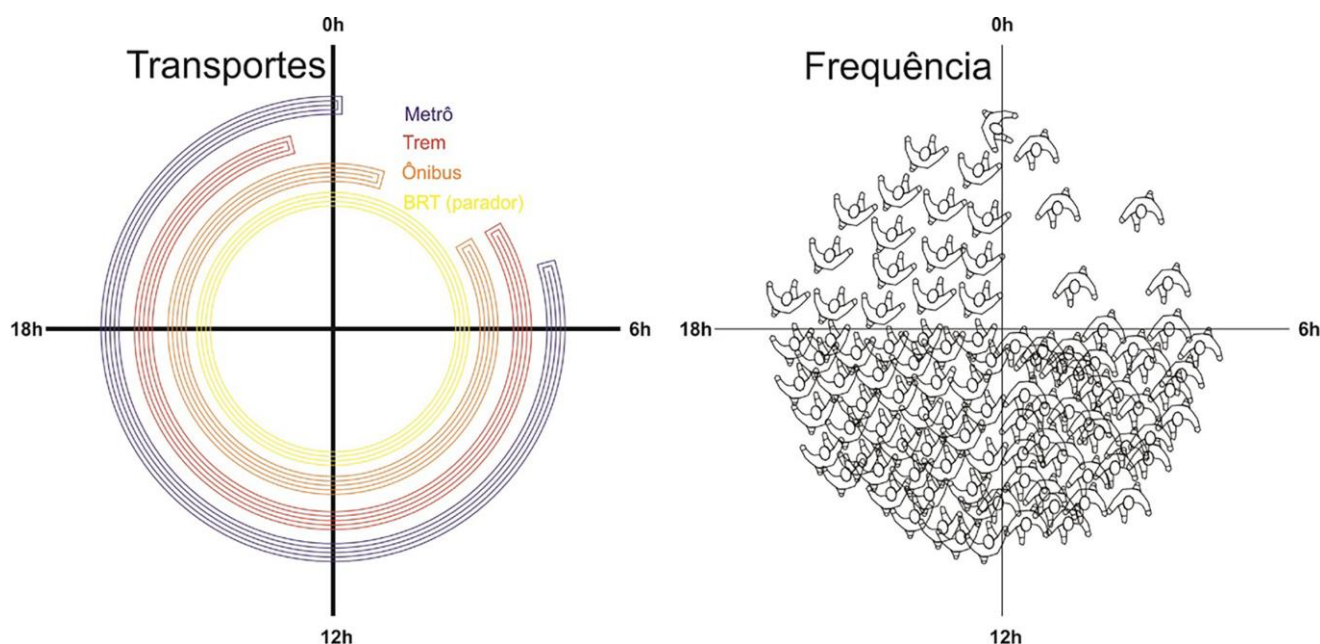 0h
Transportes
Metrô
Trem
Ônibus
BRT (parador)
18h
6h
12h
0h
Frequência
18h
6h
12h